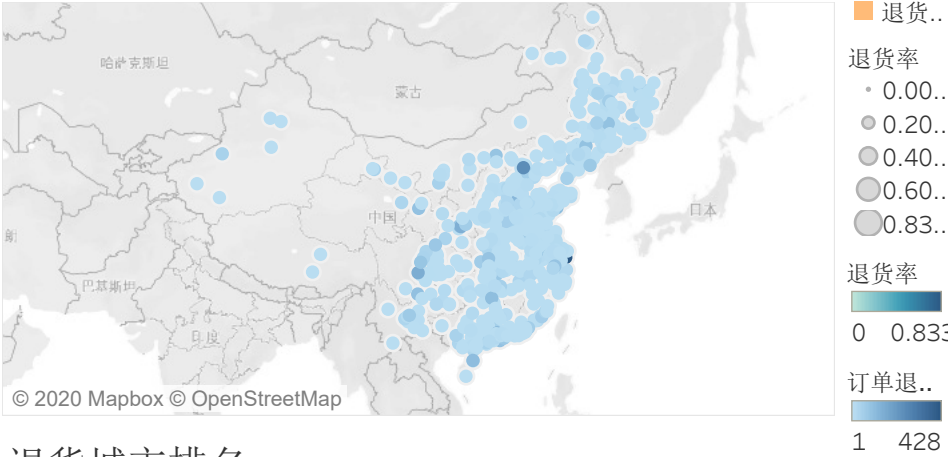 哈萨克斯坦
蒙古
中国
日本
巴基斯坦
印度
© 2020 Mapbox © OpenStreetMap
退货..
退货率
0.00..
0.20..
0.40..
0.60..
0.83..
退货率
0 0.833
订单退..
1 428